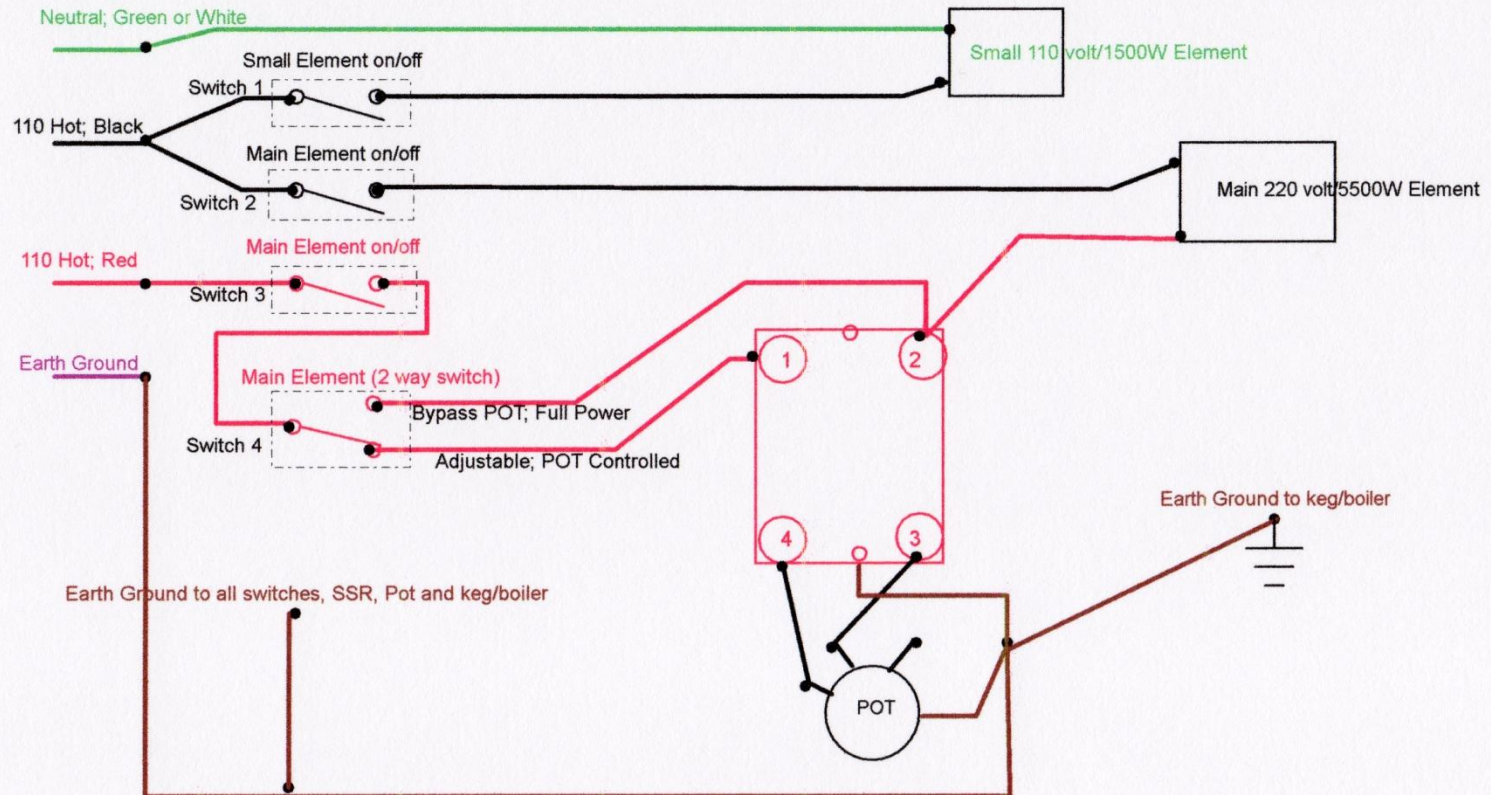 Neutral; Green or White
Small 110 volt/1500W Element
Small Element on/off
Switch 1
110 Hot; Black
Main Element on/off
Switch 2
Main 220 volt/5500W Element
Main Element on/off
110 Hot; Red
Switch 3
1
2
Earth Ground
Main Element (2 way switch)
Bypass POT; Full Power
Switch 4
Adjustable; POT Controlled
4
3
Earth Ground to keg/boiler
Earth Ground to all switches, SSR, Pot and keg/boiler
POT